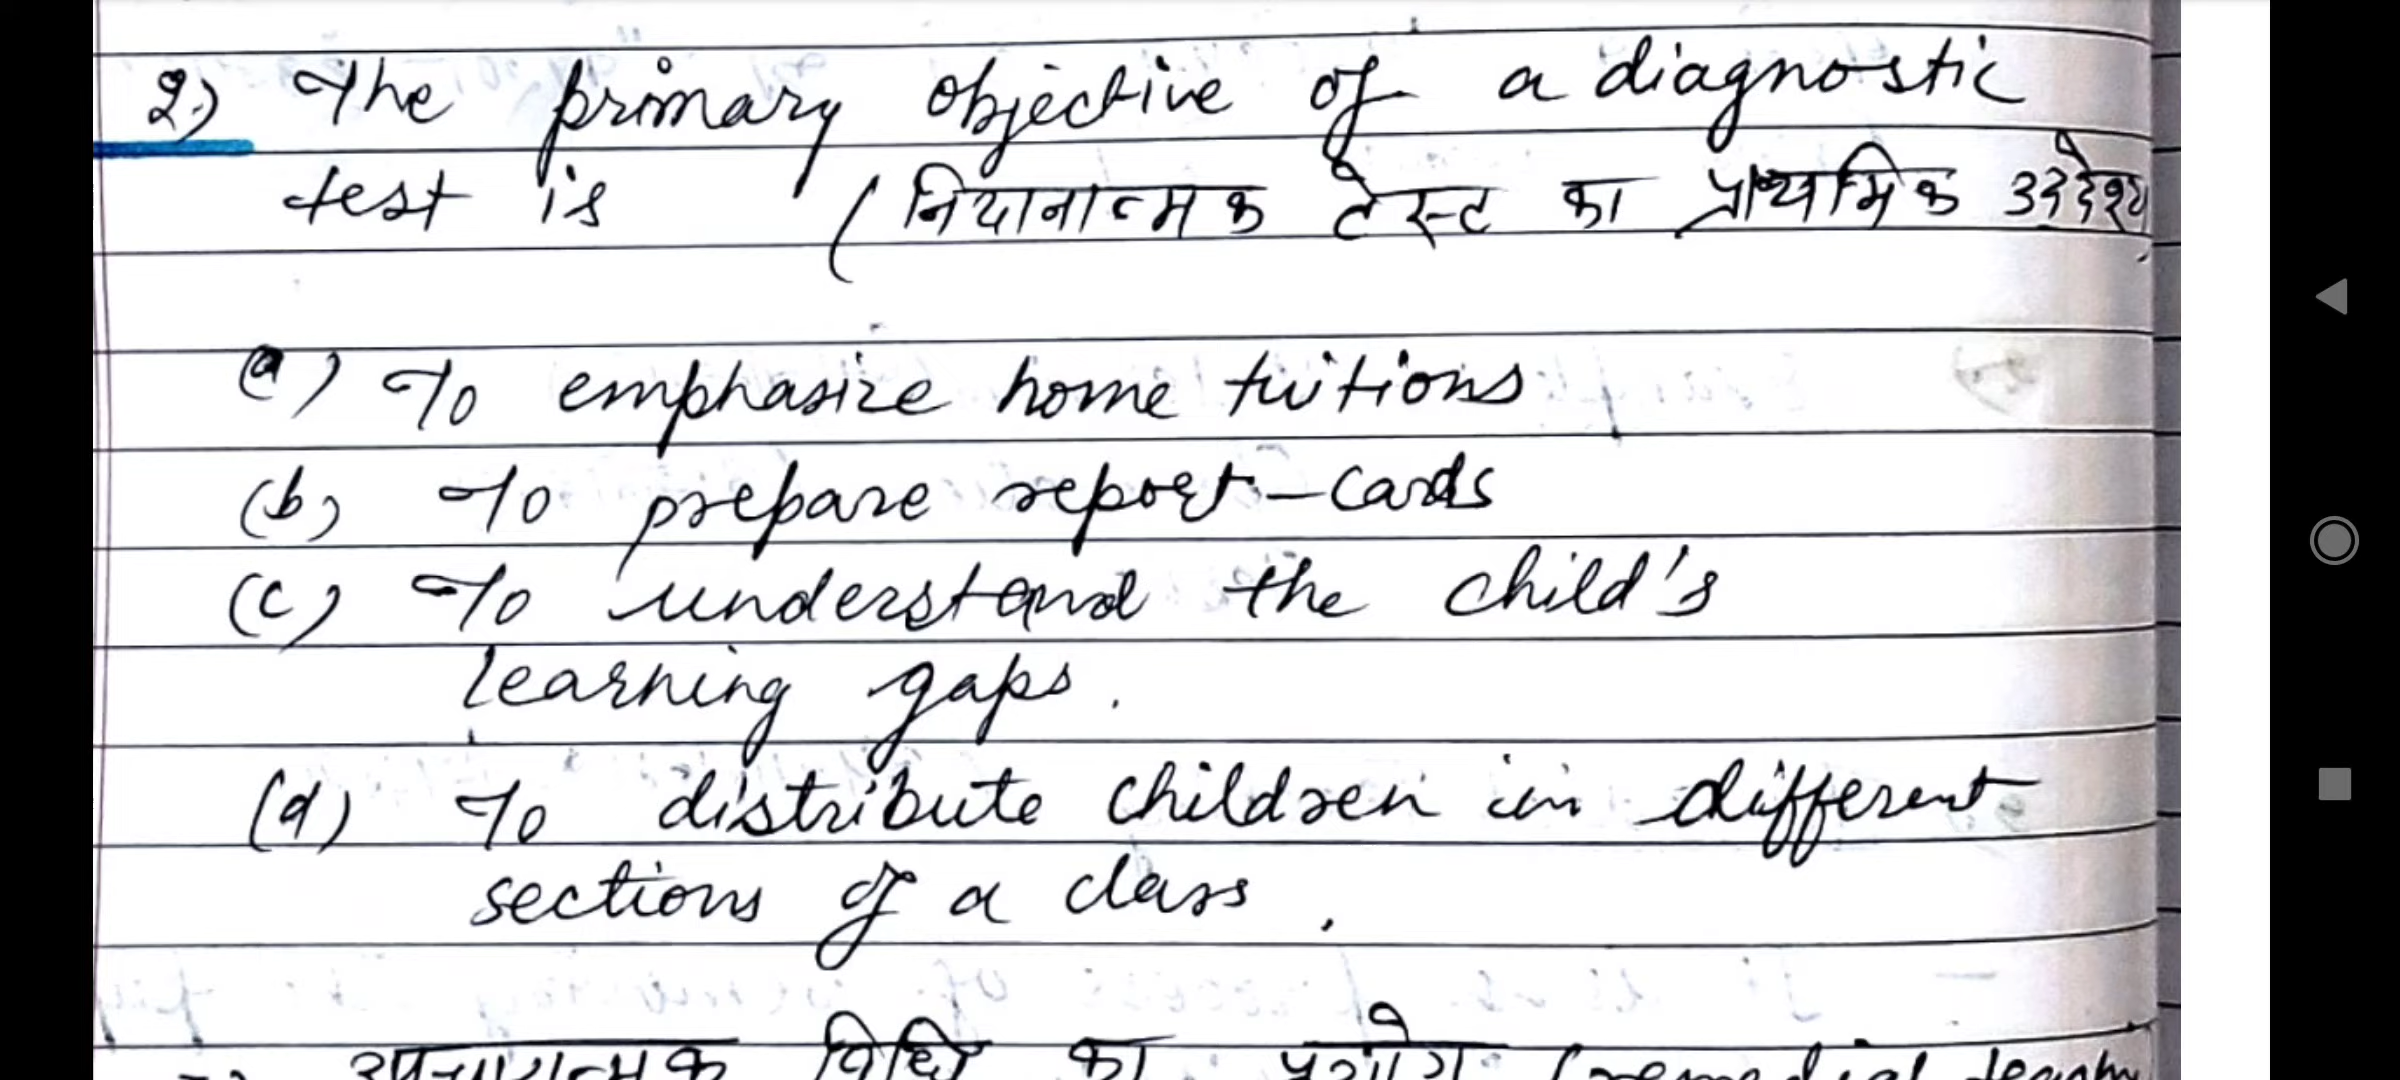 2) The primary objective of a diagnostic
test is (नियानात्मक टेस्ट का प्राथमिक उद्देश्य
(a) To emphasize home tuitions
(b) To prepare report-cards
(c) To understand the child's
learning gaps.
(d) To distribute children in different
sections of a class.
विधि का (remedial